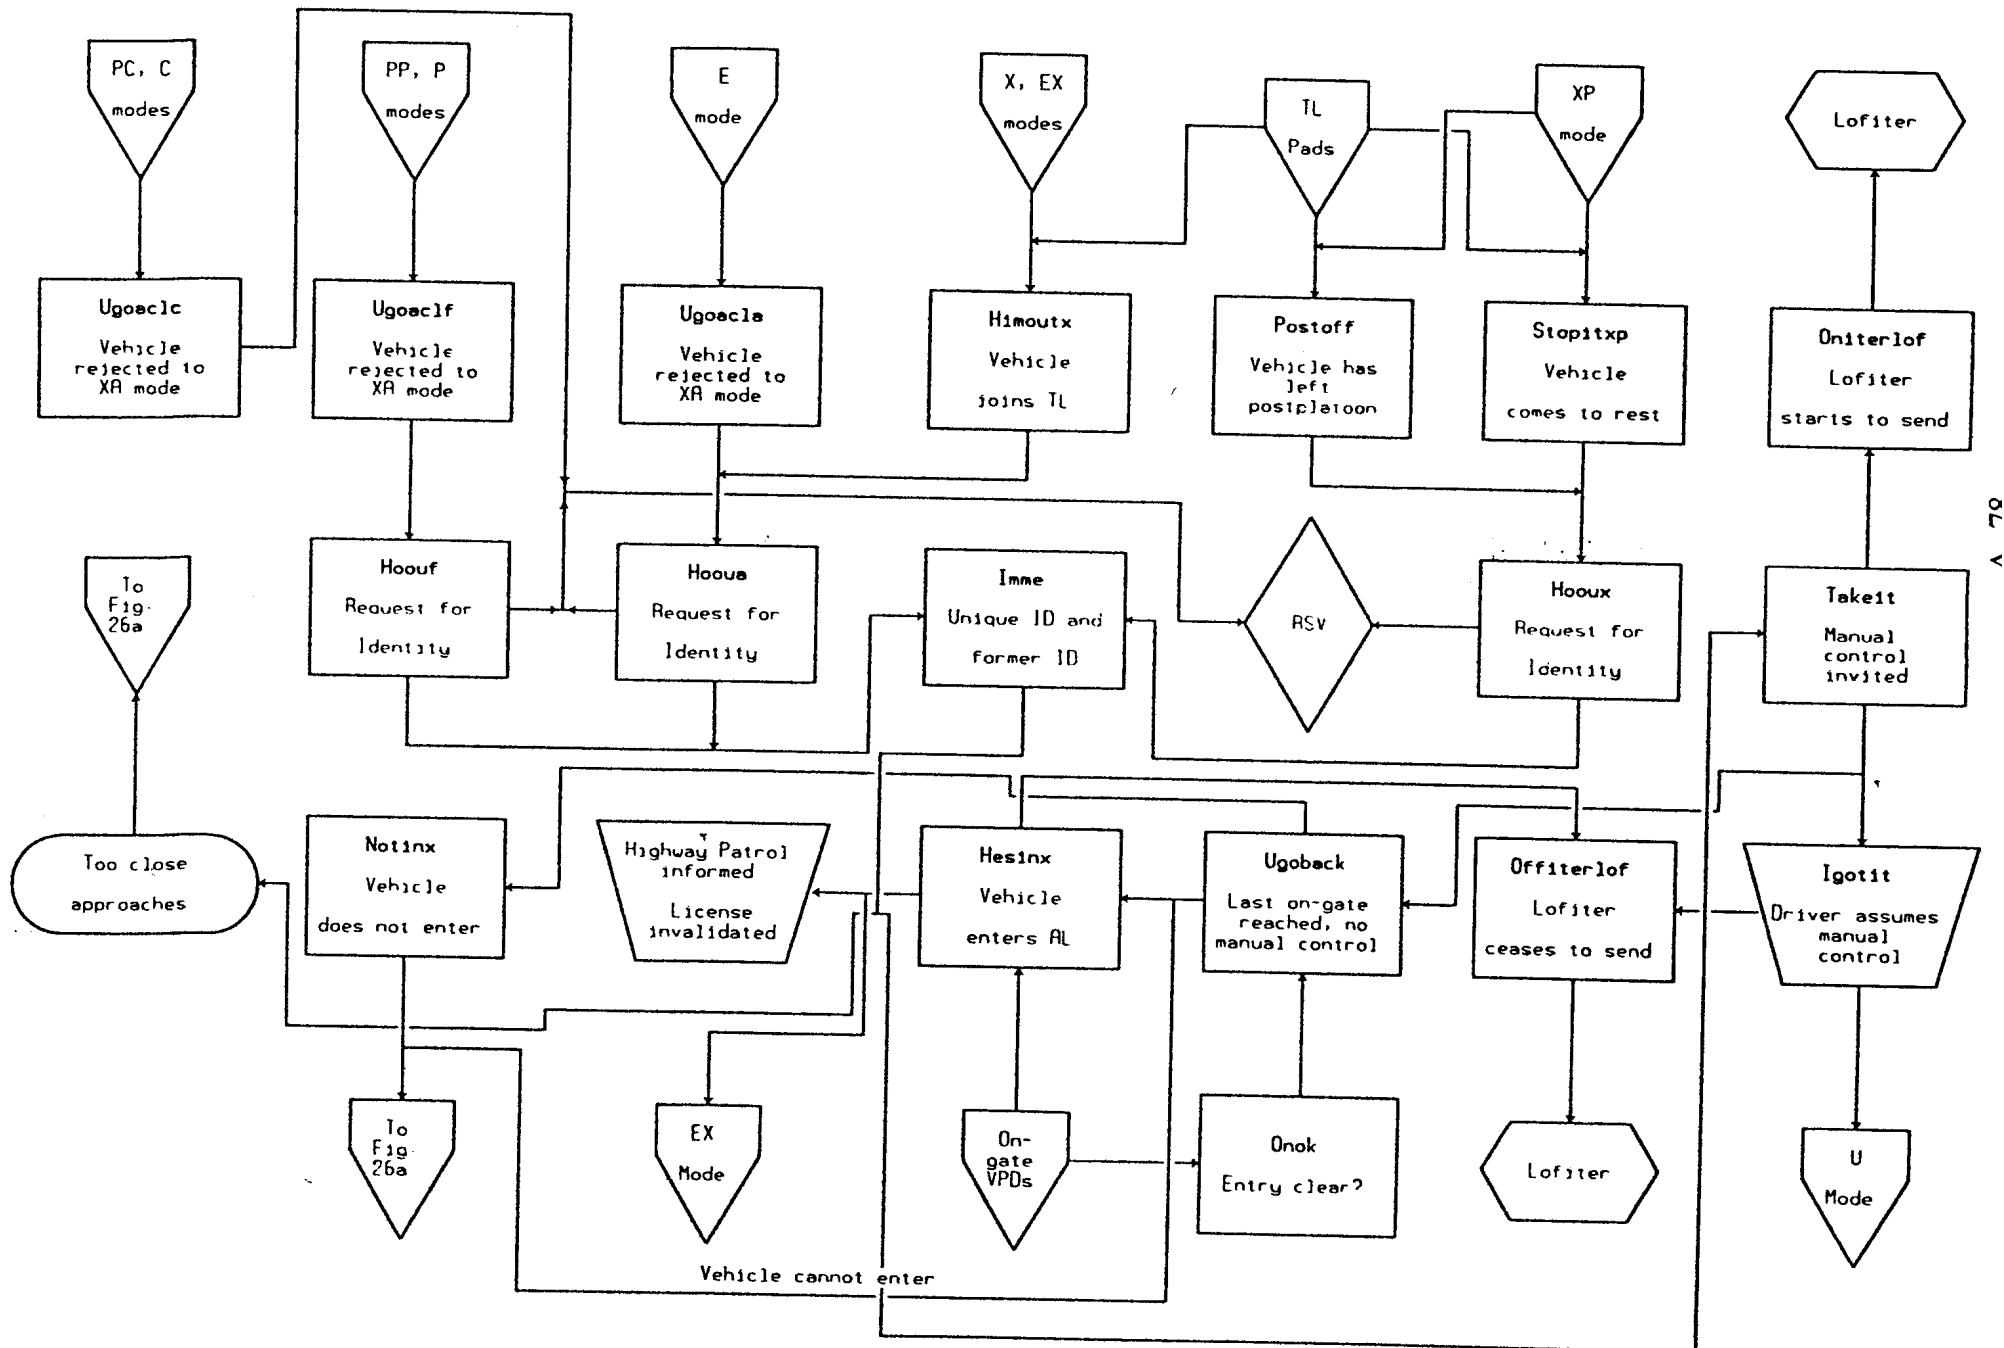 PC, C
modes
PP, P
modes
E
mode
X, EX
modes
TL
Pads
XP
mode
Lofiter
Ugoaclc
Vehicle
rejected to
XA mode
Ugoaclf
Vehicle
rejected to
XA mode
Ugoacla
Vehicle
rejected to
XA mode
Himoutx
Vehicle
joins TL
Postoff
Vehicle has
left
postplatoon
Stopitxp
Vehicle
comes to rest
Oniterlof
Lofiter
starts to send
78
To
Fig.
26a
Hoouf
Request for
Identity
Hooua
Request for
Identity
Imme
Unique ID and
former ID
RSV
Hooux
Request for
Identity
Takeit
Manual
control
invited
Too close
approaches
Notinx
Vehicle
does not enter
Highway Patrol
informed
License
invalidated
Hesinx
Vehicle
enters AL
Ugoback
Last on-gate
reached, no
manual control
Offiterlof
Lofiter
ceases to send
Igotit
Driver assumes
manual
control
To
Fig.
26a
EX
Mode
On-
gate
VPDs
Onok
Entry clear?
Lofiter
U
Mode
Vehicle cannot enter